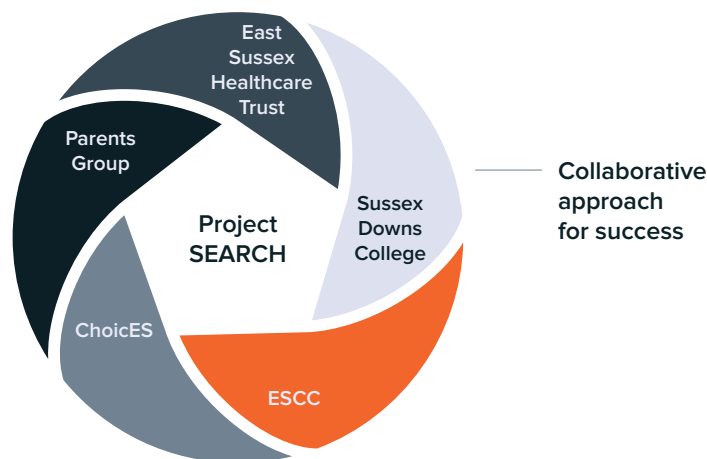 East
Sussex
Healthcare
Trust
Parents
Group
Sussex
Downs
College
Project
SEARCH
ChoicES
ESCC
Collaborative
approach
for success